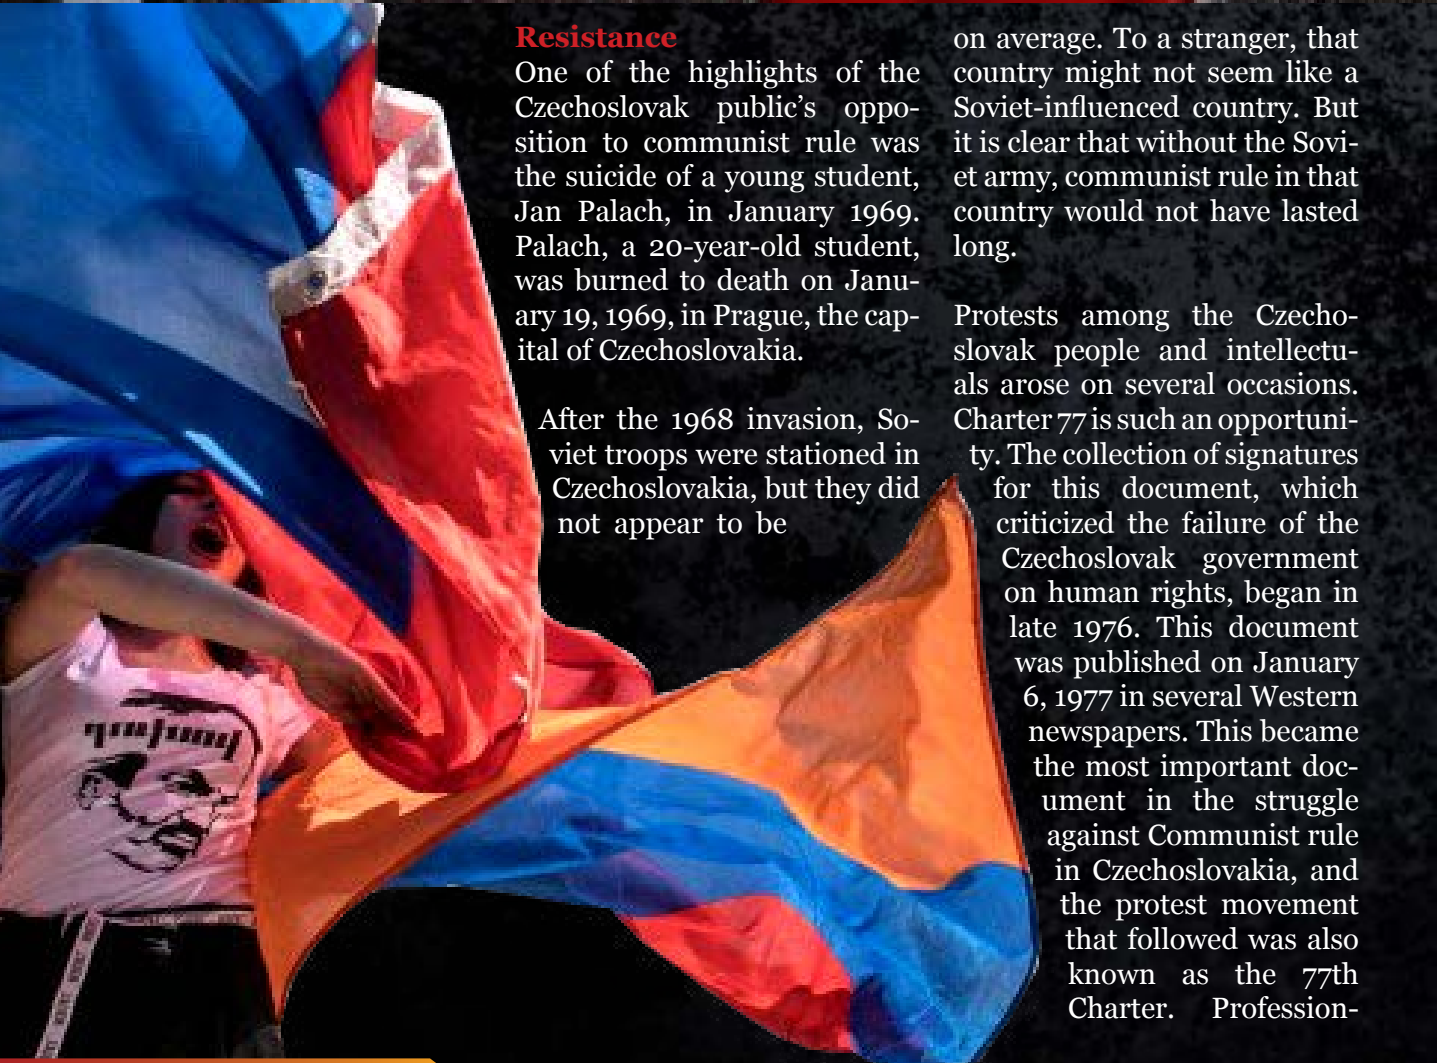 Resistance
One of the highlights of the
Czechoslovak public’s oppo-
sition to communist rule was
the suicide of a young student,
Jan Palach, in January 1969.
Palach, a 20-year-old student,
was burned to death on Janu-
ary 19, 1969, in Prague, the cap-
ital of Czechoslovakia.
After the 1968 invasion, So-
viet troops were stationed in
Czechoslovakia, but they did
not appear to be
on average. To a stranger, that
country might not seem like a
Soviet-influenced country. But
it is clear that without the Sovi-
et army, communist rule in that
country would not have lasted
long.
Protests among the Czecho-
slovak people and intellectu-
als arose on several occasions.
Charter 77 is such an opportuni-
ty. The collection of signatures
for this document, which
criticized the failure of the
Czechoslovak government
on human rights, began in
late 1976. This document
was published on January
6, 1977 in several Western
newspapers. This became
the most important doc-
ument in the struggle
against Communist rule
in Czechoslovakia, and
the protest movement
that followed was also
known as the 77th
Charter. Profession-